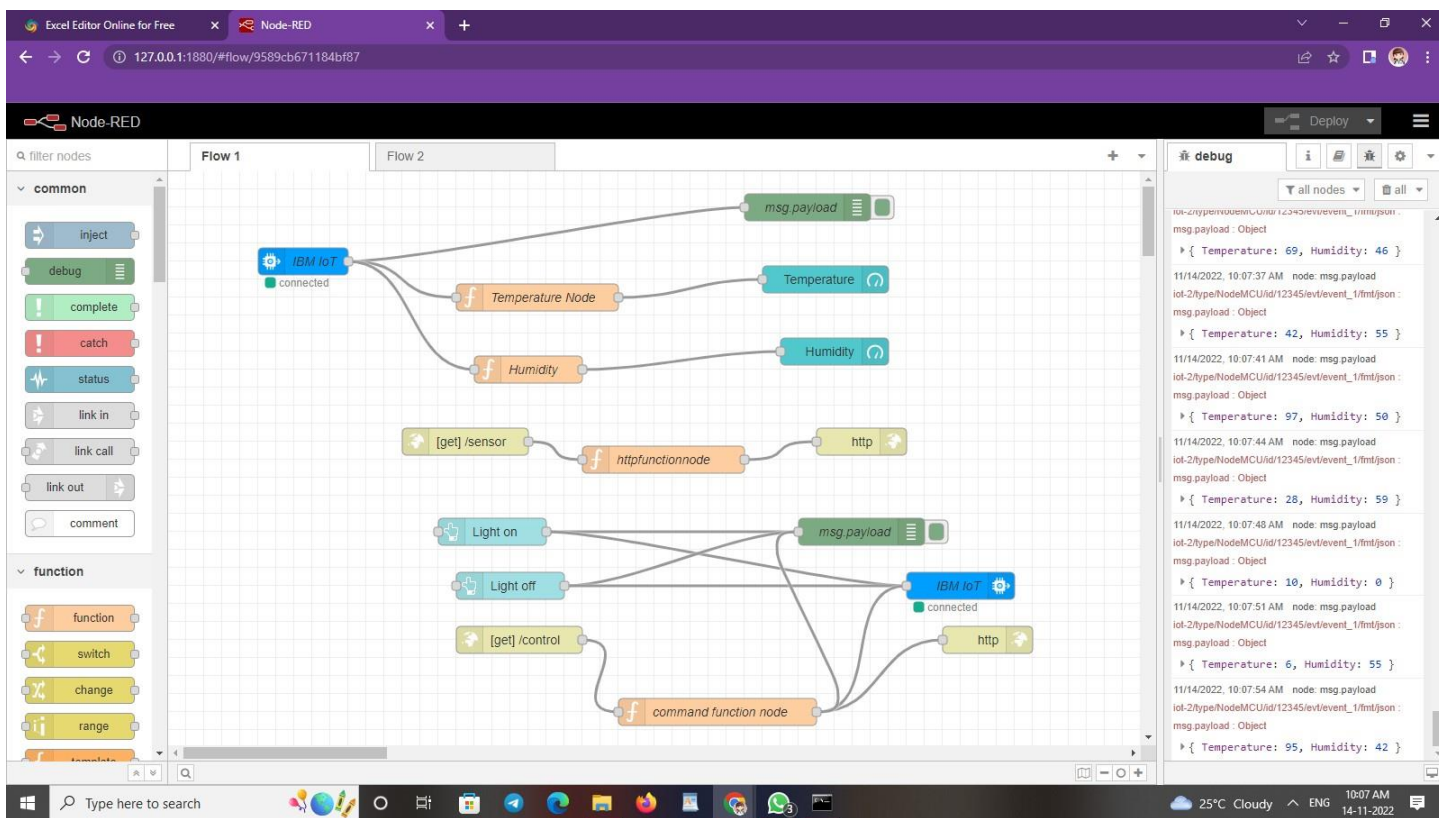 Excel Editor Online for Free
Node-RED
127.0.0.1:1880/#flow/9589cb671184bf87
Node-RED
Deploy
filter nodes
Flow 1
Flow 2
debug
common
all nodes
all
inject
debug
complete
catch
status
link in
link call
link out
comment
function
function
switch
change
range
template
msg.payload
IBM IoT
connected
Temperature Node
Temperature
Humidity
Humidity
[get] /sensor
httpfunctionnode
http
Light on
msg.payload
Light off
IBM IoT
connected
[get] /control
http
command function node
iot-2/type/NodeMCU/id/12345/evt/event_1/fmt/json :
msg.payload : Object
{ Temperature: 69, Humidity: 46 }
11/14/2022, 10:07:37 AM node: msg.payload
iot-2/type/NodeMCU/id/12345/evt/event_1/fmt/json :
msg.payload : Object
{ Temperature: 42, Humidity: 55 }
11/14/2022, 10:07:41 AM node: msg.payload
iot-2/type/NodeMCU/id/12345/evt/event_1/fmt/json :
msg.payload : Object
{ Temperature: 97, Humidity: 50 }
11/14/2022, 10:07:44 AM node: msg.payload
iot-2/type/NodeMCU/id/12345/evt/event_1/fmt/json :
msg.payload : Object
{ Temperature: 28, Humidity: 59 }
11/14/2022, 10:07:48 AM node: msg.payload
iot-2/type/NodeMCU/id/12345/evt/event_1/fmt/json :
msg.payload : Object
{ Temperature: 10, Humidity: 0 }
11/14/2022, 10:07:51 AM node: msg.payload
iot-2/type/NodeMCU/id/12345/evt/event_1/fmt/json :
msg.payload : Object
{ Temperature: 6, Humidity: 55 }
11/14/2022, 10:07:54 AM node: msg.payload
iot-2/type/NodeMCU/id/12345/evt/event_1/fmt/json :
msg.payload : Object
{ Temperature: 95, Humidity: 42 }
Type here to search
3
25°C Cloudy
ENG
10:07 AM
14-11-2022